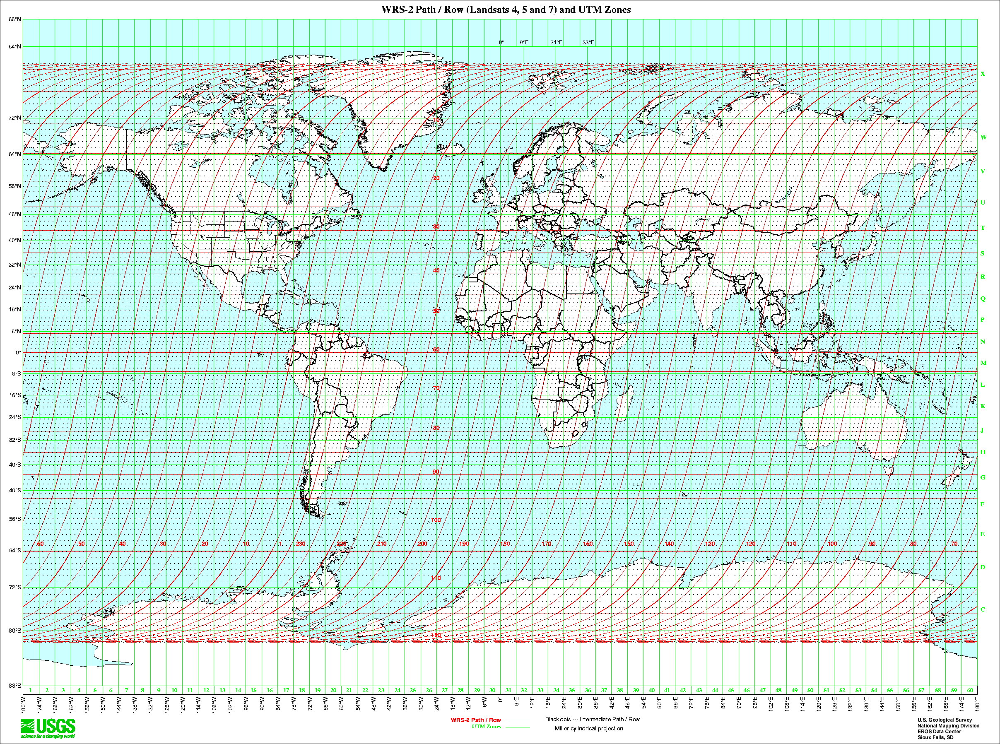 WRS-2 Path / Row (Landsats 4, 5 and 7) and UTM Zones
88°N
84°N
0° 9°E 21°E 33°E
X
72°N
10
W
64°N
3°E
V
20
56°N
U
48°N
30
T
40°N
S
32°N
40
R
24°N
Q
16°N
50
P
8°N
N
0°
60
M
8°S
L
70
16°S
K
24°S
80
J
32°S
H
40°S
90
G
48°S
F
56°S
100
E
60 50 40 30 20 10 1 230 220 210 200 190 180 170 160 150 140 130 120 110 100 90 80 70
64°S
D
110
72°S
C
80°S
120
88°S
1 2 3 4 5 6 7 8 9 10 11 12 13 14 15 16 17 18 19 20 21 22 23 24 25 26 27 28 29 30 31 32 33 34 35 36 37 38 39 40 41 42 43 44 45 46 47 48 49 50 51 52 53 54 55 56 57 58 59 60
180°W 174°W 168°W 162°W 156°W 150°W 144°W 138°W 132°W 126°W 120°W 114°W 108°W 102°W 96°W 90°W 84°W 78°W 72°W 66°W 60°W 54°W 48°W 42°W 36°W 30°W 24°W 18°W 12°W 6°W 0° 6°E 12°E 18°E 24°E 30°E 36°E 42°E 48°E 54°E 60°E 66°E 72°E 78°E 84°E 90°E 96°E 102°E 108°E 114°E 120°E 126°E 132°E 138°E 144°E 150°E 156°E 162°E 168°E 174°E 180°E
USGS
science for a changing world
WRS-2 Path / Row
UTM Zones
Black dots --- Intermediate Path / Row
Miller cylindrical projection
U.S. Geological Survey
National Mapping Division
EROS Data Center
Sioux Falls, SD